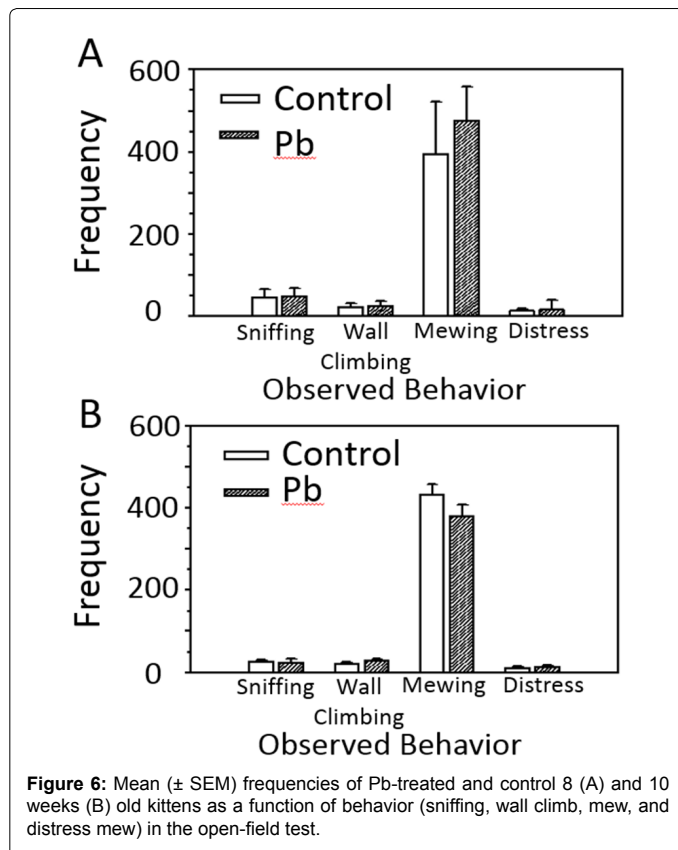 A
600
400
200
0
Frequency
Control
Pb
Sniffing Wall Mewing Distress
Climbing
Observed Behavior
B
600
400
200
0
Frequency
Control
Pb
Sniffing Wall Mewing Distress
Climbing
Observed Behavior
Figure 6: Mean (± SEM) frequencies of Pb-treated and control 8 (A) and 10
weeks (B) old kittens as a function of behavior (sniffing, wall climb, mew, and
distress mew) in the open-field test.